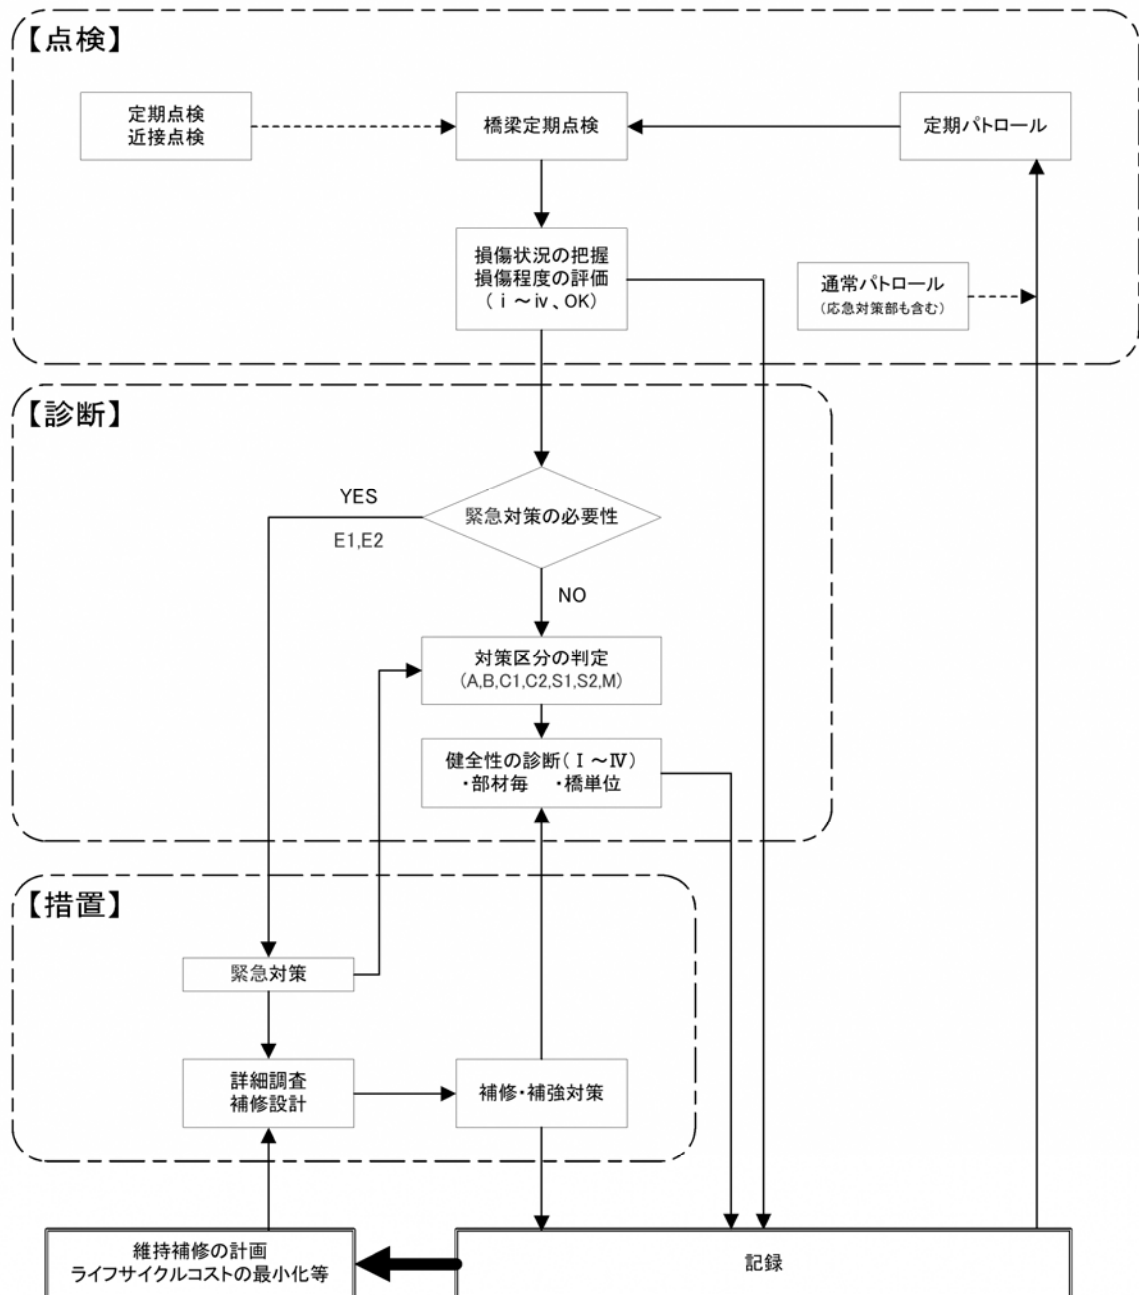 【点検】
定期点検
近接点検
橋梁定期点検
定期パトロール
損傷状況の把握
損傷程度の評価
(ⅰ~ⅳ、OK)
通常パトロール
(応急対策部も含む)
【診断】
YES
緊急対策の必要性
E1,E2
NO
対策区分の判定
(A,B,C1,C2,S1,S2,M)
健全性の診断(Ⅰ~Ⅳ)
・部材毎 ・橋単位
【措置】
緊急対策
詳細調査
補修設計
補修・補強対策
維持補修の計画
ライフサイクルコストの最小化等
記録